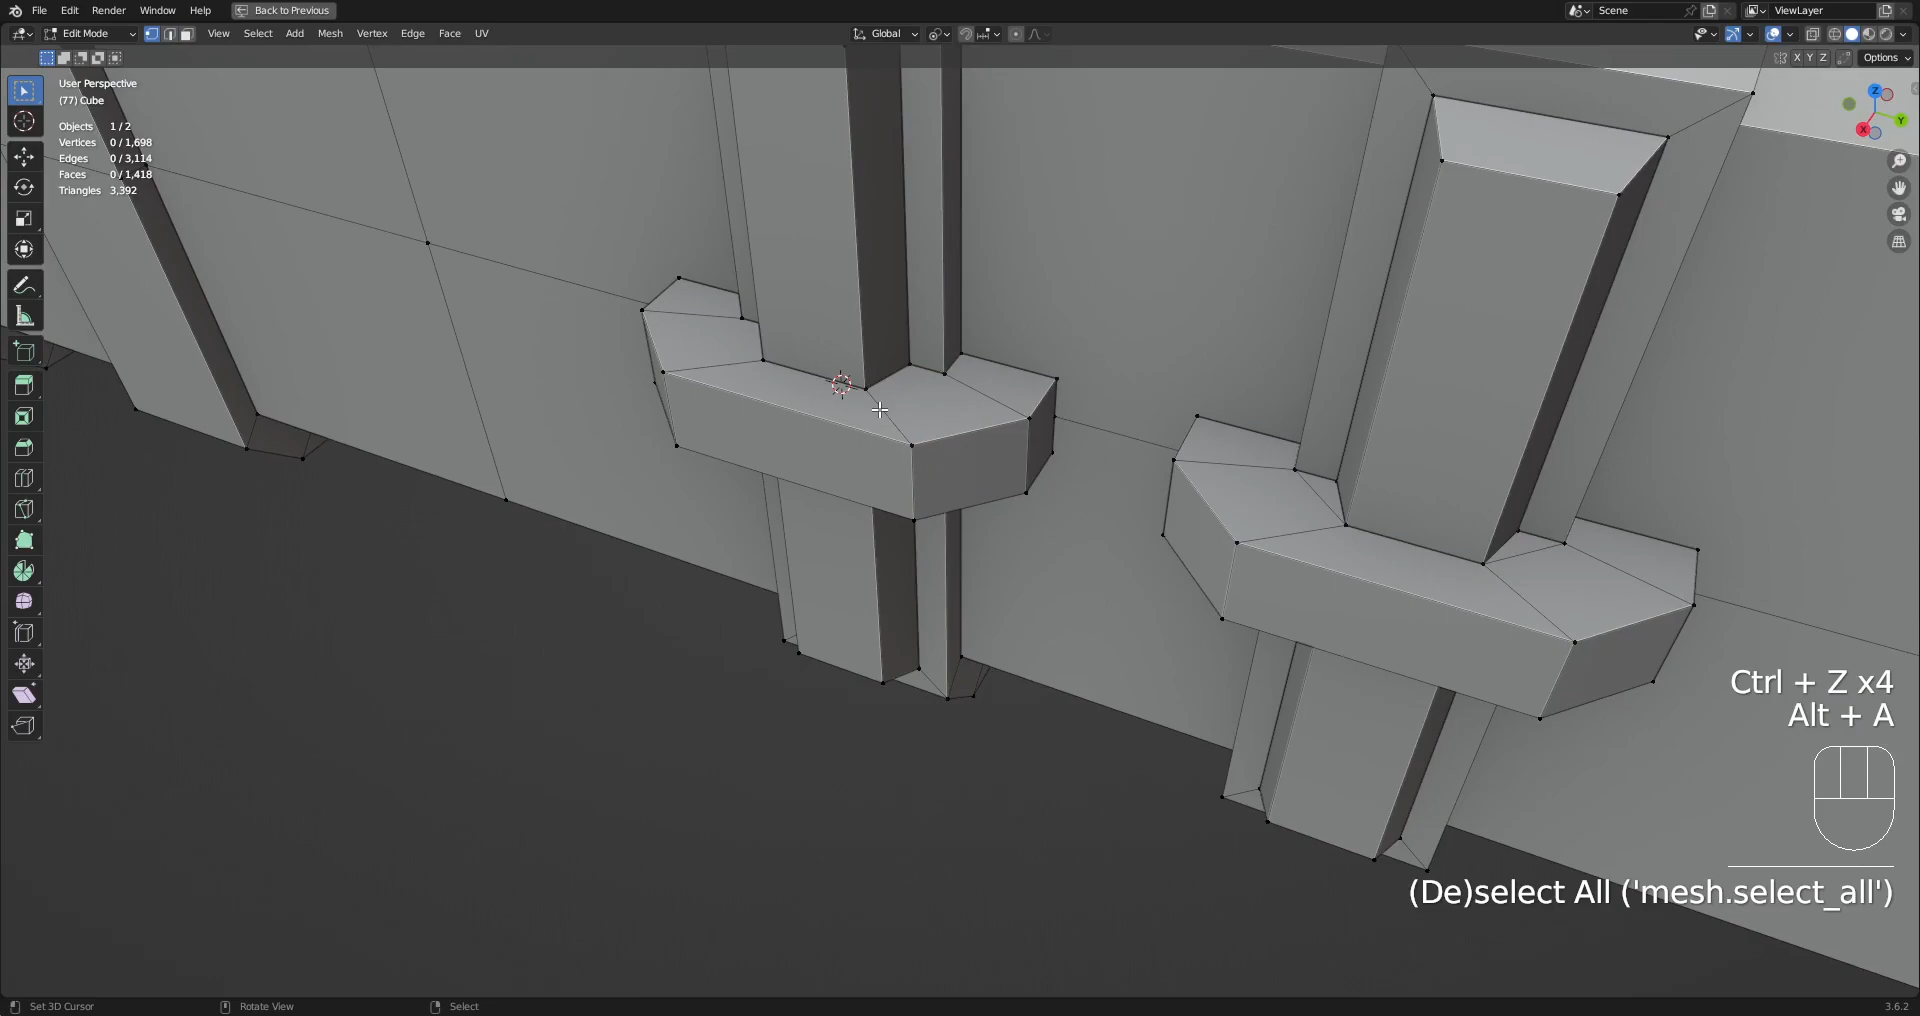 File Edit Render Window Help Back to Previous Scene ViewLayer
Edit Mode View Select Add Mesh Vertex Edge Face UV Global
X Y Z Options
User Perspective
(77) Cube
Objects 1 / 2
Vertices 0 / 1,698
Edges 0 / 3,114
Faces 0 / 1,418
Triangles 3,392
Z
Y
X
Ctrl + Z x4
Alt + A
(De)select All ('mesh.select_all')
Set 3D Cursor Rotate View Select 3.6.2